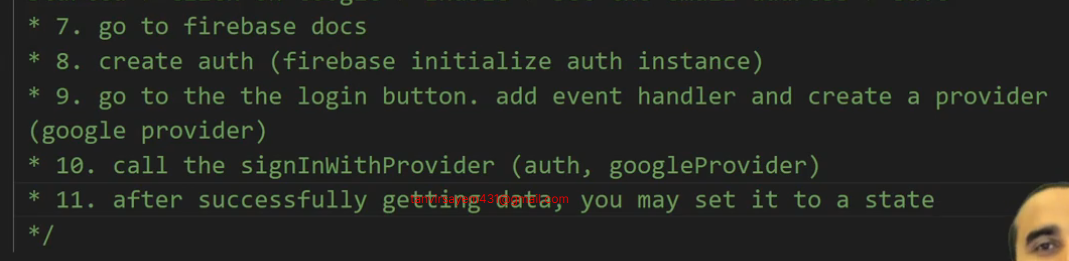 * 7. go to firebase docs
* 8. create auth (firebase initialize auth instance)
* 9. go to the the login button. add event handler and create a provider
(google provider)
* 10. call the signInWithProvider (auth, googleProvider)
* 11. after successfully getting data, you may set it to a state
*/